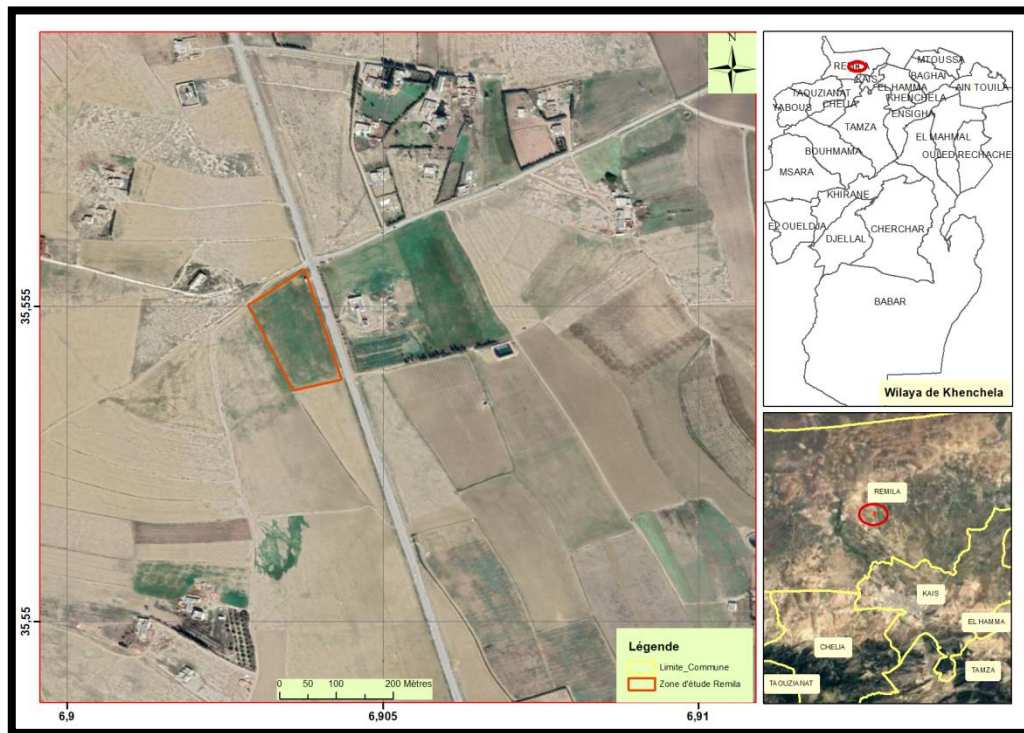 N
35,555
35,55
6,9
6,905
6,91
0 50 100 200 Mètres
Légende
Limite_Commune
Zone d'étude Remila
KAIS
MTOUSSA
BAGHAI
TAOUZIANAT
EL HAMMA
AIN TOUILA
YABOUS
CHELIA
KHENCHELA
ENSIGHA
TAMZA
EL MAHMAL
BOUHMAMA
OULED RECHACHE
MSARA
KHIRANE
EL OUELDJA
CHERCHAR
DJELLAL
BABAR
Wilaya de Khenchela
REMILA
KAIS
EL HAMMA
CHELIA
TAMZA
TAOUZIANAT